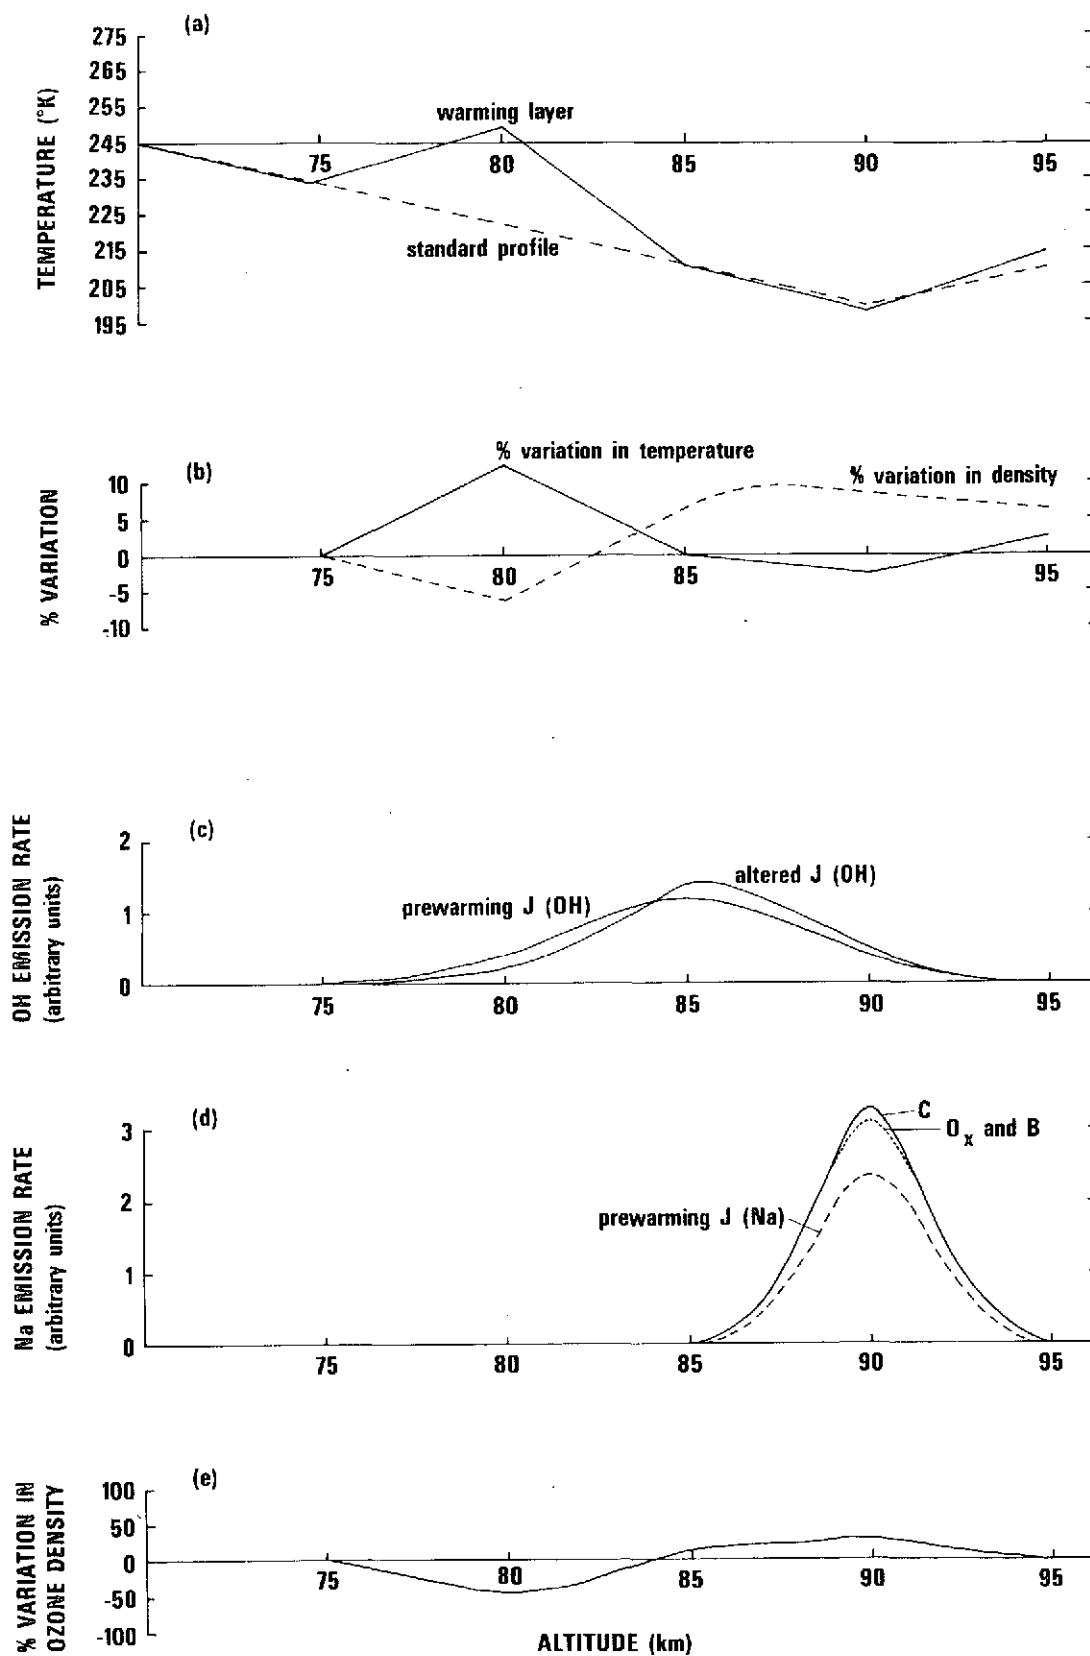 (a)
TEMPERATURE (°K)
275
265
255
245
235
225
215
205
195
warming layer
standard profile
75
80
85
90
95
(b)
% VARIATION
10
5
0
-5
-10
% variation in temperature
% variation in density
75
80
85
95
(c)
OH EMISSION RATE
(arbitrary units)
2
1
0
prewarming J (OH)
altered J (OH)
75
80
85
90
95
(d)
Na EMISSION RATE
(arbitrary units)
3
2
1
0
C
Ox and B
prewarming J (Na)
75
80
85
90
95
(e)
% VARIATION IN
OZONE DENSITY
100
50
0
-50
-100
75
80
85
90
95
ALTITUDE (km)